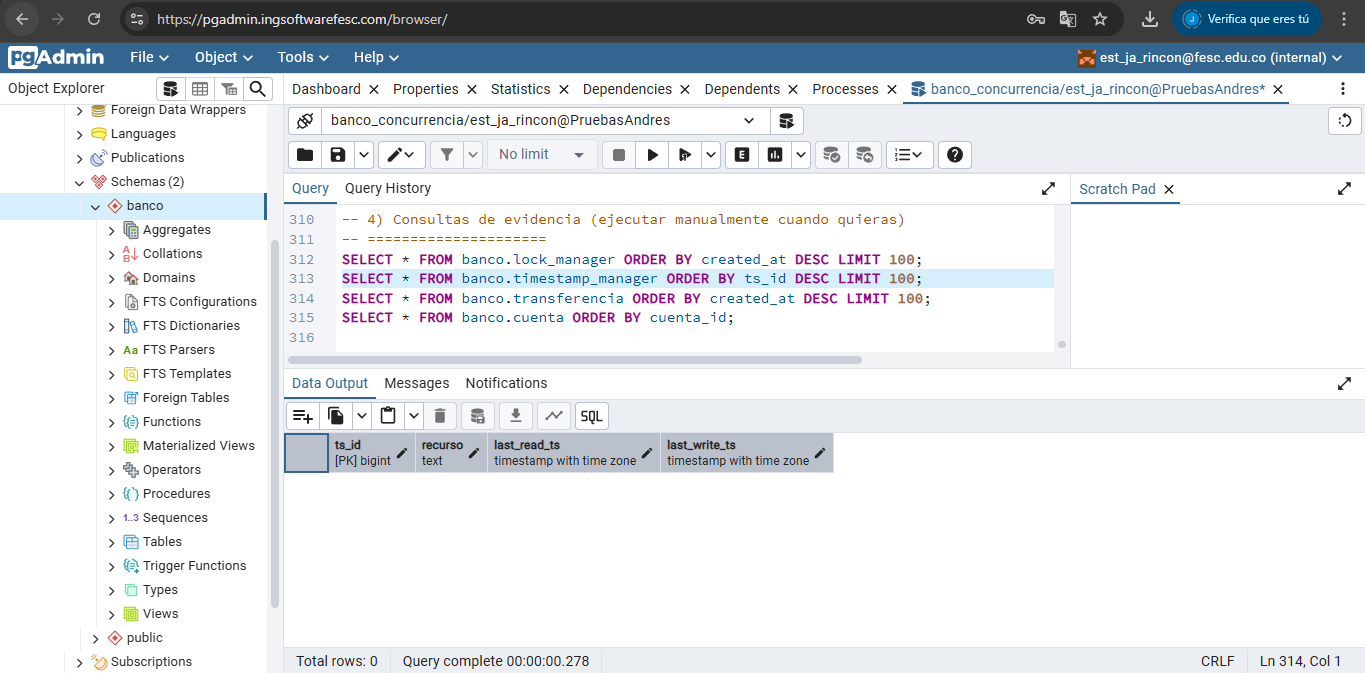 https://pgadmin.ingsoftwarefesc.com/browser/
J Verifica que eres tú
pgAdmin File Object Tools Help est_ja_rincon@fesc.edu.co (internal)
Object Explorer
Dashboard Properties Statistics Dependencies Dependents Processes banco_concurrencia/est_ja_rincon@PruebasAndres*
Foreign Data Wrappers
Languages
Publications
Schemas (2)
banco
Aggregates
Collations
Domains
FTS Configurations
FTS Dictionaries
Aa FTS Parsers
FTS Templates
Foreign Tables
Functions
Materialized Views
Operators
Procedures
1..3 Sequences
Tables
Trigger Functions
Types
Views
public
Subscriptions
banco_concurrencia/est_ja_rincon@PruebasAndres
No limit
E
Query Query History
Scratch Pad
310 -- 4) Consultas de evidencia (ejecutar manualmente cuando quieras)
311 -- =====================
312 SELECT * FROM banco.lock_manager ORDER BY created_at DESC LIMIT 100;
313 SELECT * FROM banco.timestamp_manager ORDER BY ts_id DESC LIMIT 100;
314 SELECT * FROM banco.transferencia ORDER BY created_at DESC LIMIT 100;
315 SELECT * FROM banco.cuenta ORDER BY cuenta_id;
316
Data Output Messages Notifications
SQL
ts_id recurso last_read_ts last_write_ts
[PK] bigint text timestamp with time zone timestamp with time zone
Total rows: 0 Query complete 00:00:00.278 CRLF Ln 314, Col 1